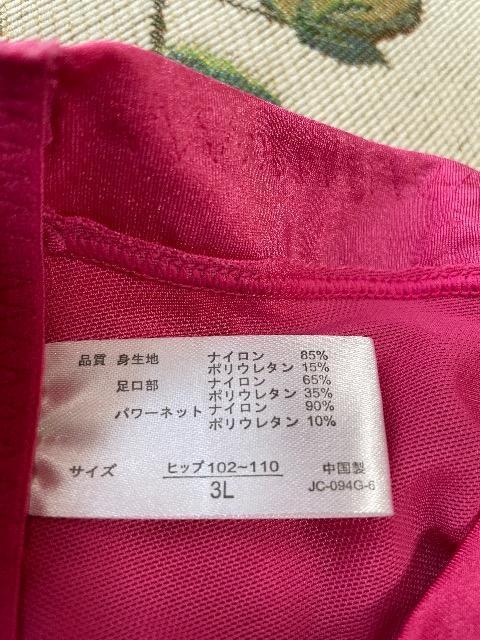 品質 身生地 ナイロン 85%
ポリウレタン 15%
足口部 ナイロン 65%
ポリウレタン 35%
パワーネット ナイロン 90%
ポリウレタン 10%
サイズ ヒップ102~110 中国製
3L JC-094G-6